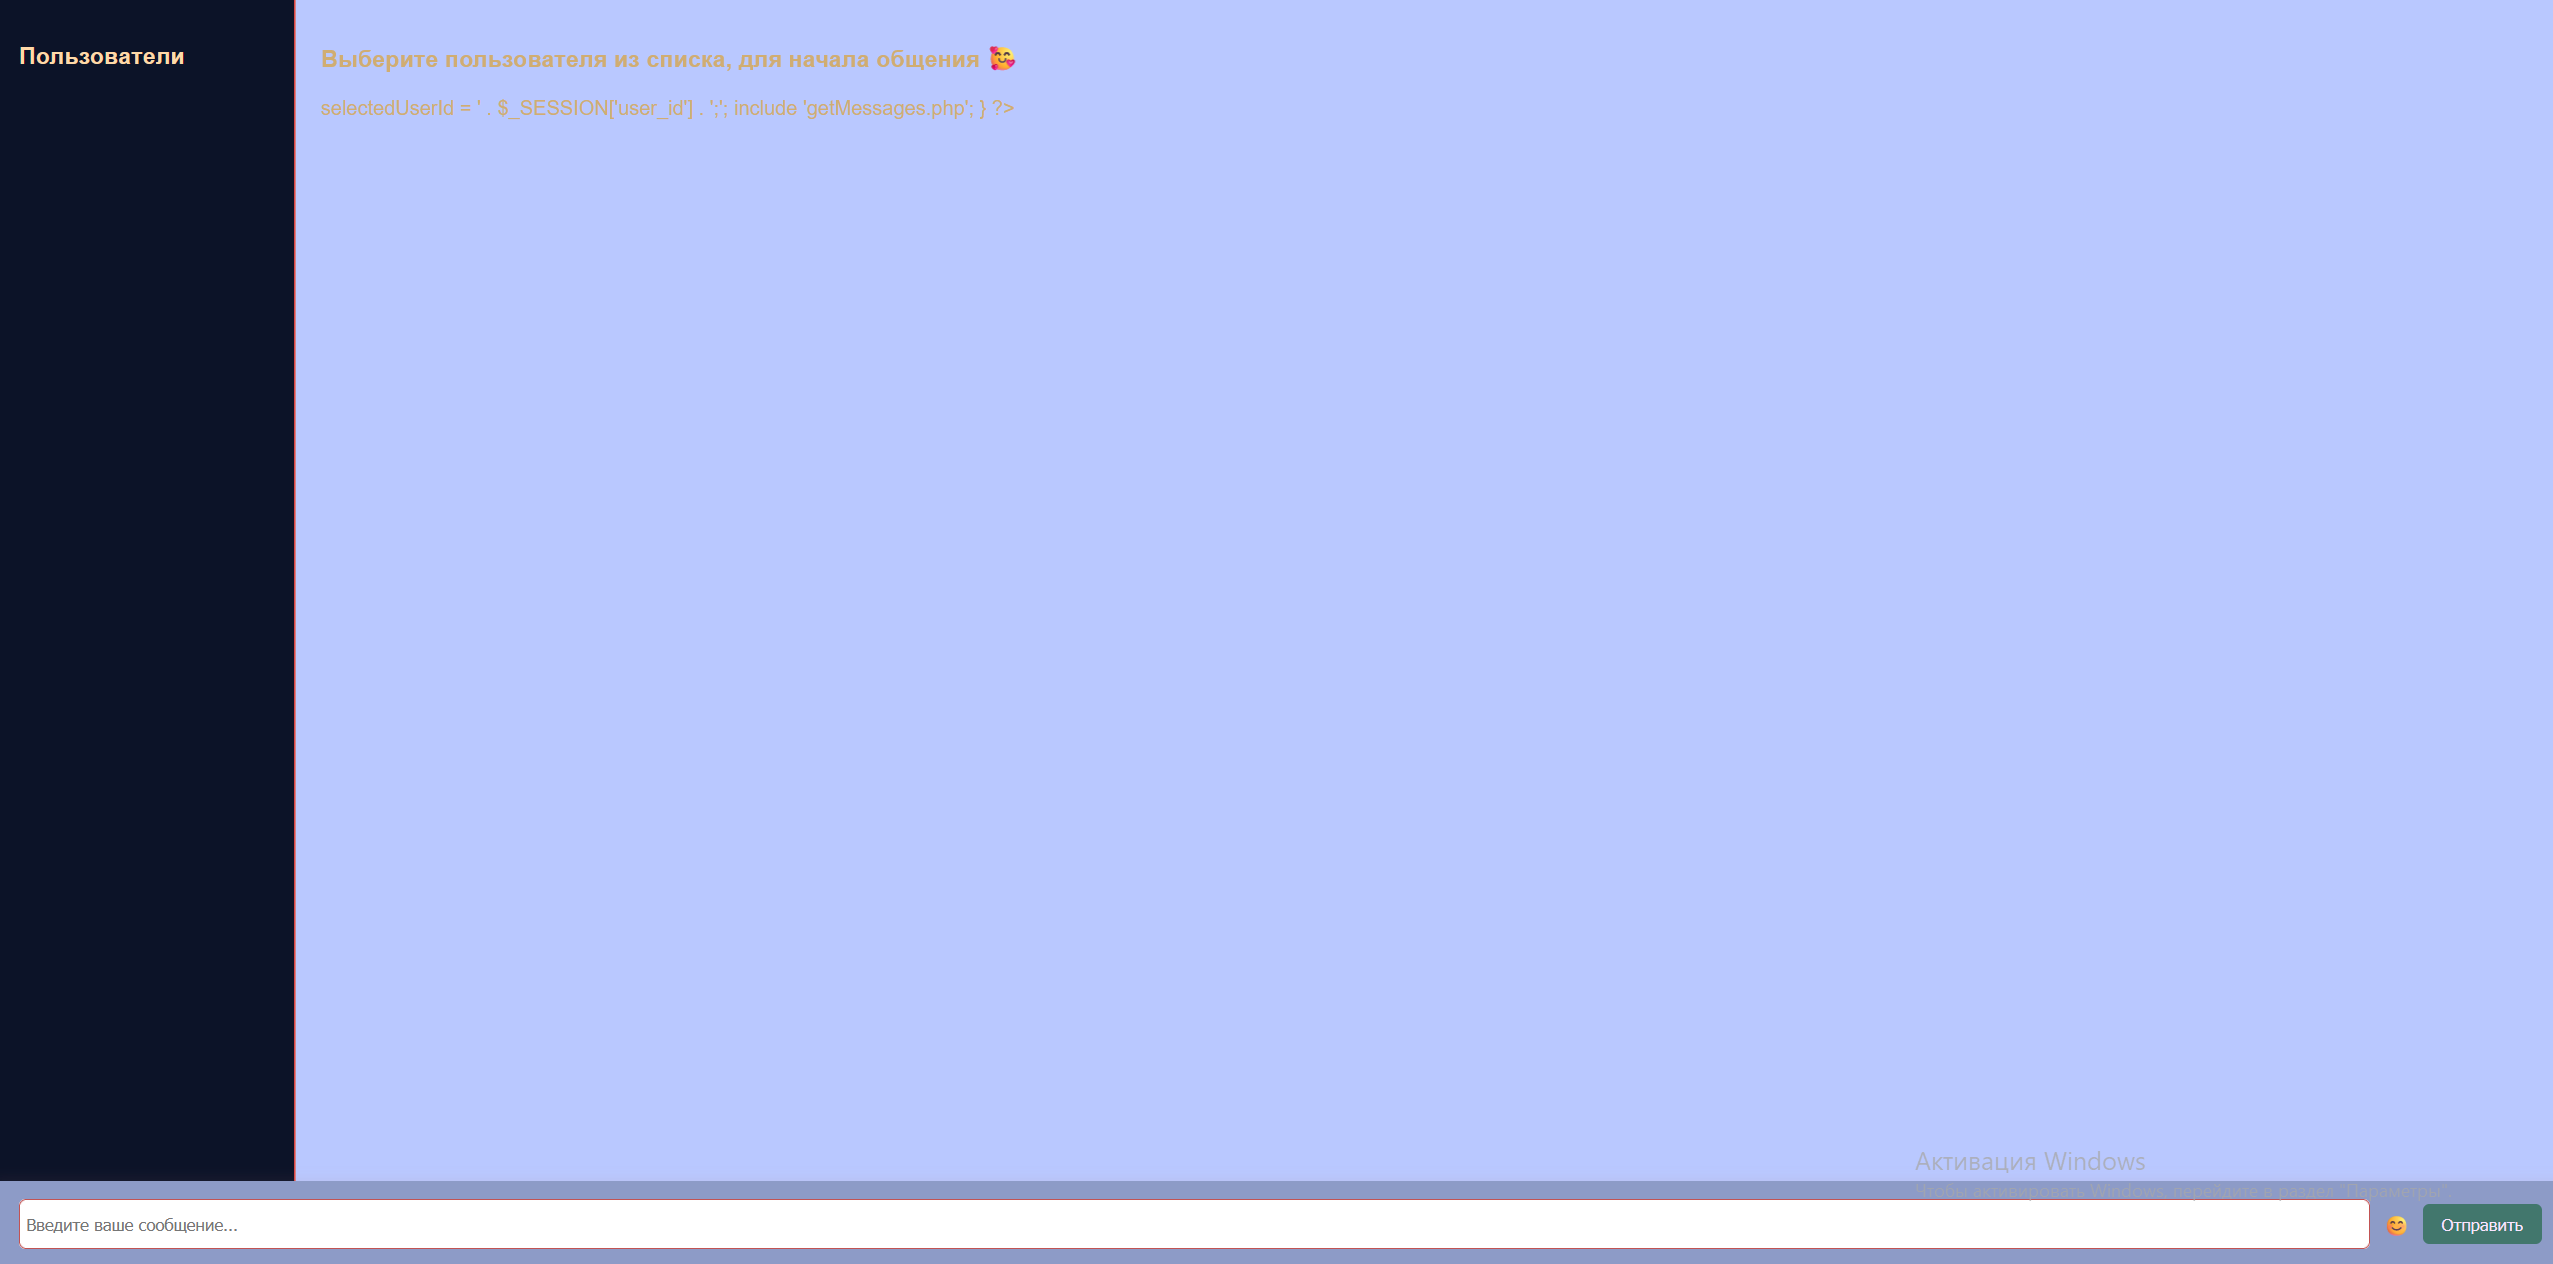 Пользователи
Выберите пользователя из списка, для начала общения 🥰
selectedUserId = ' . $_SESSION['user_id'] . ';'; include 'getMessages.php'; } ?>
Активация Windows
Чтобы активировать Windows, перейдите в раздел "Параметры".
Введите ваше сообщение...
😊
Отправить